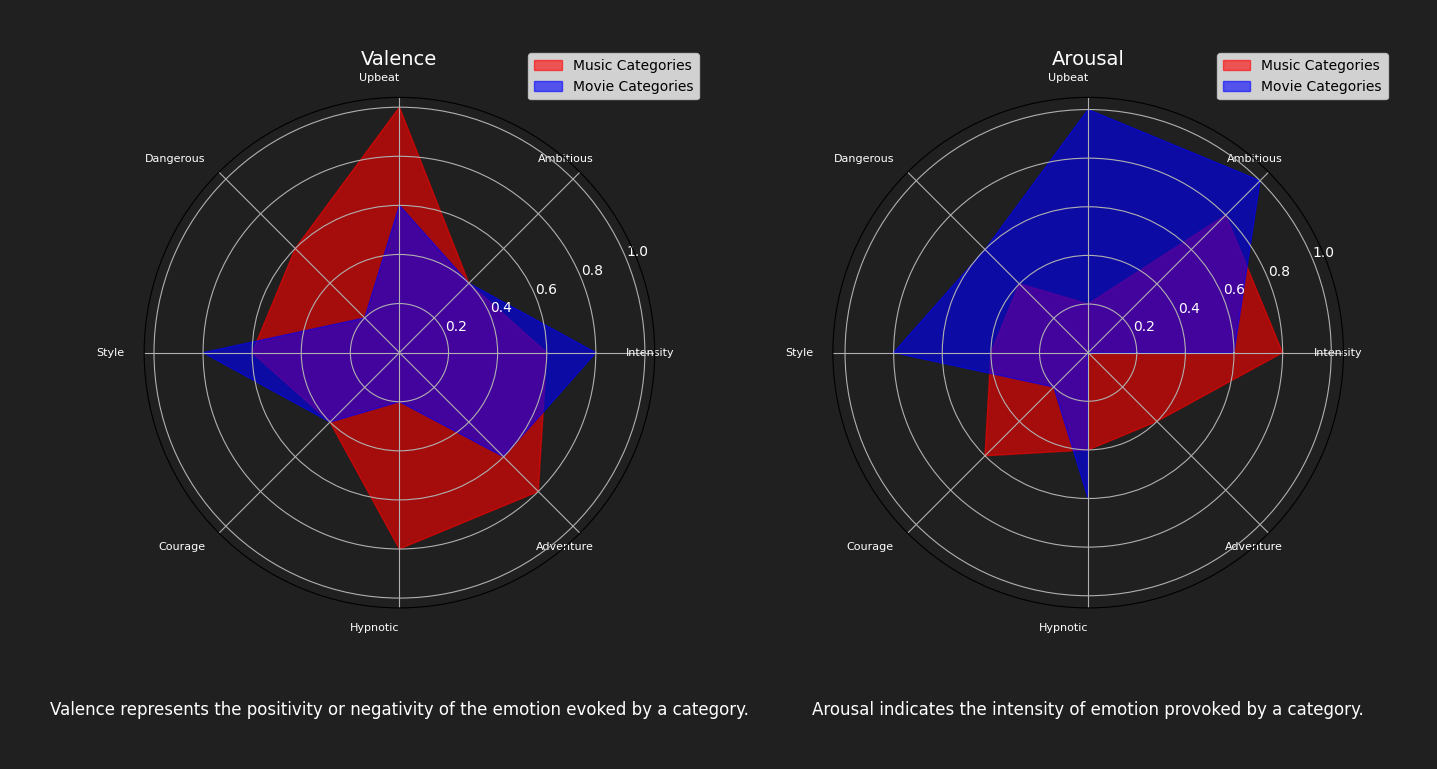 Valence
Music Categories
Movie Categories
Upbeat
Dangerous
Ambitious
1.0
0.8
0.6
0.4
0.2
Style
Intensity
Courage
Adventure
Hypnotic
Valence represents the positivity or negativity of the emotion evoked by a category.
Arousal
Music Categories
Movie Categories
Upbeat
Dangerous
Ambitious
1.0
0.8
0.6
0.4
0.2
Style
Intensity
Courage
Adventure
Hypnotic
Arousal indicates the intensity of emotion provoked by a category.